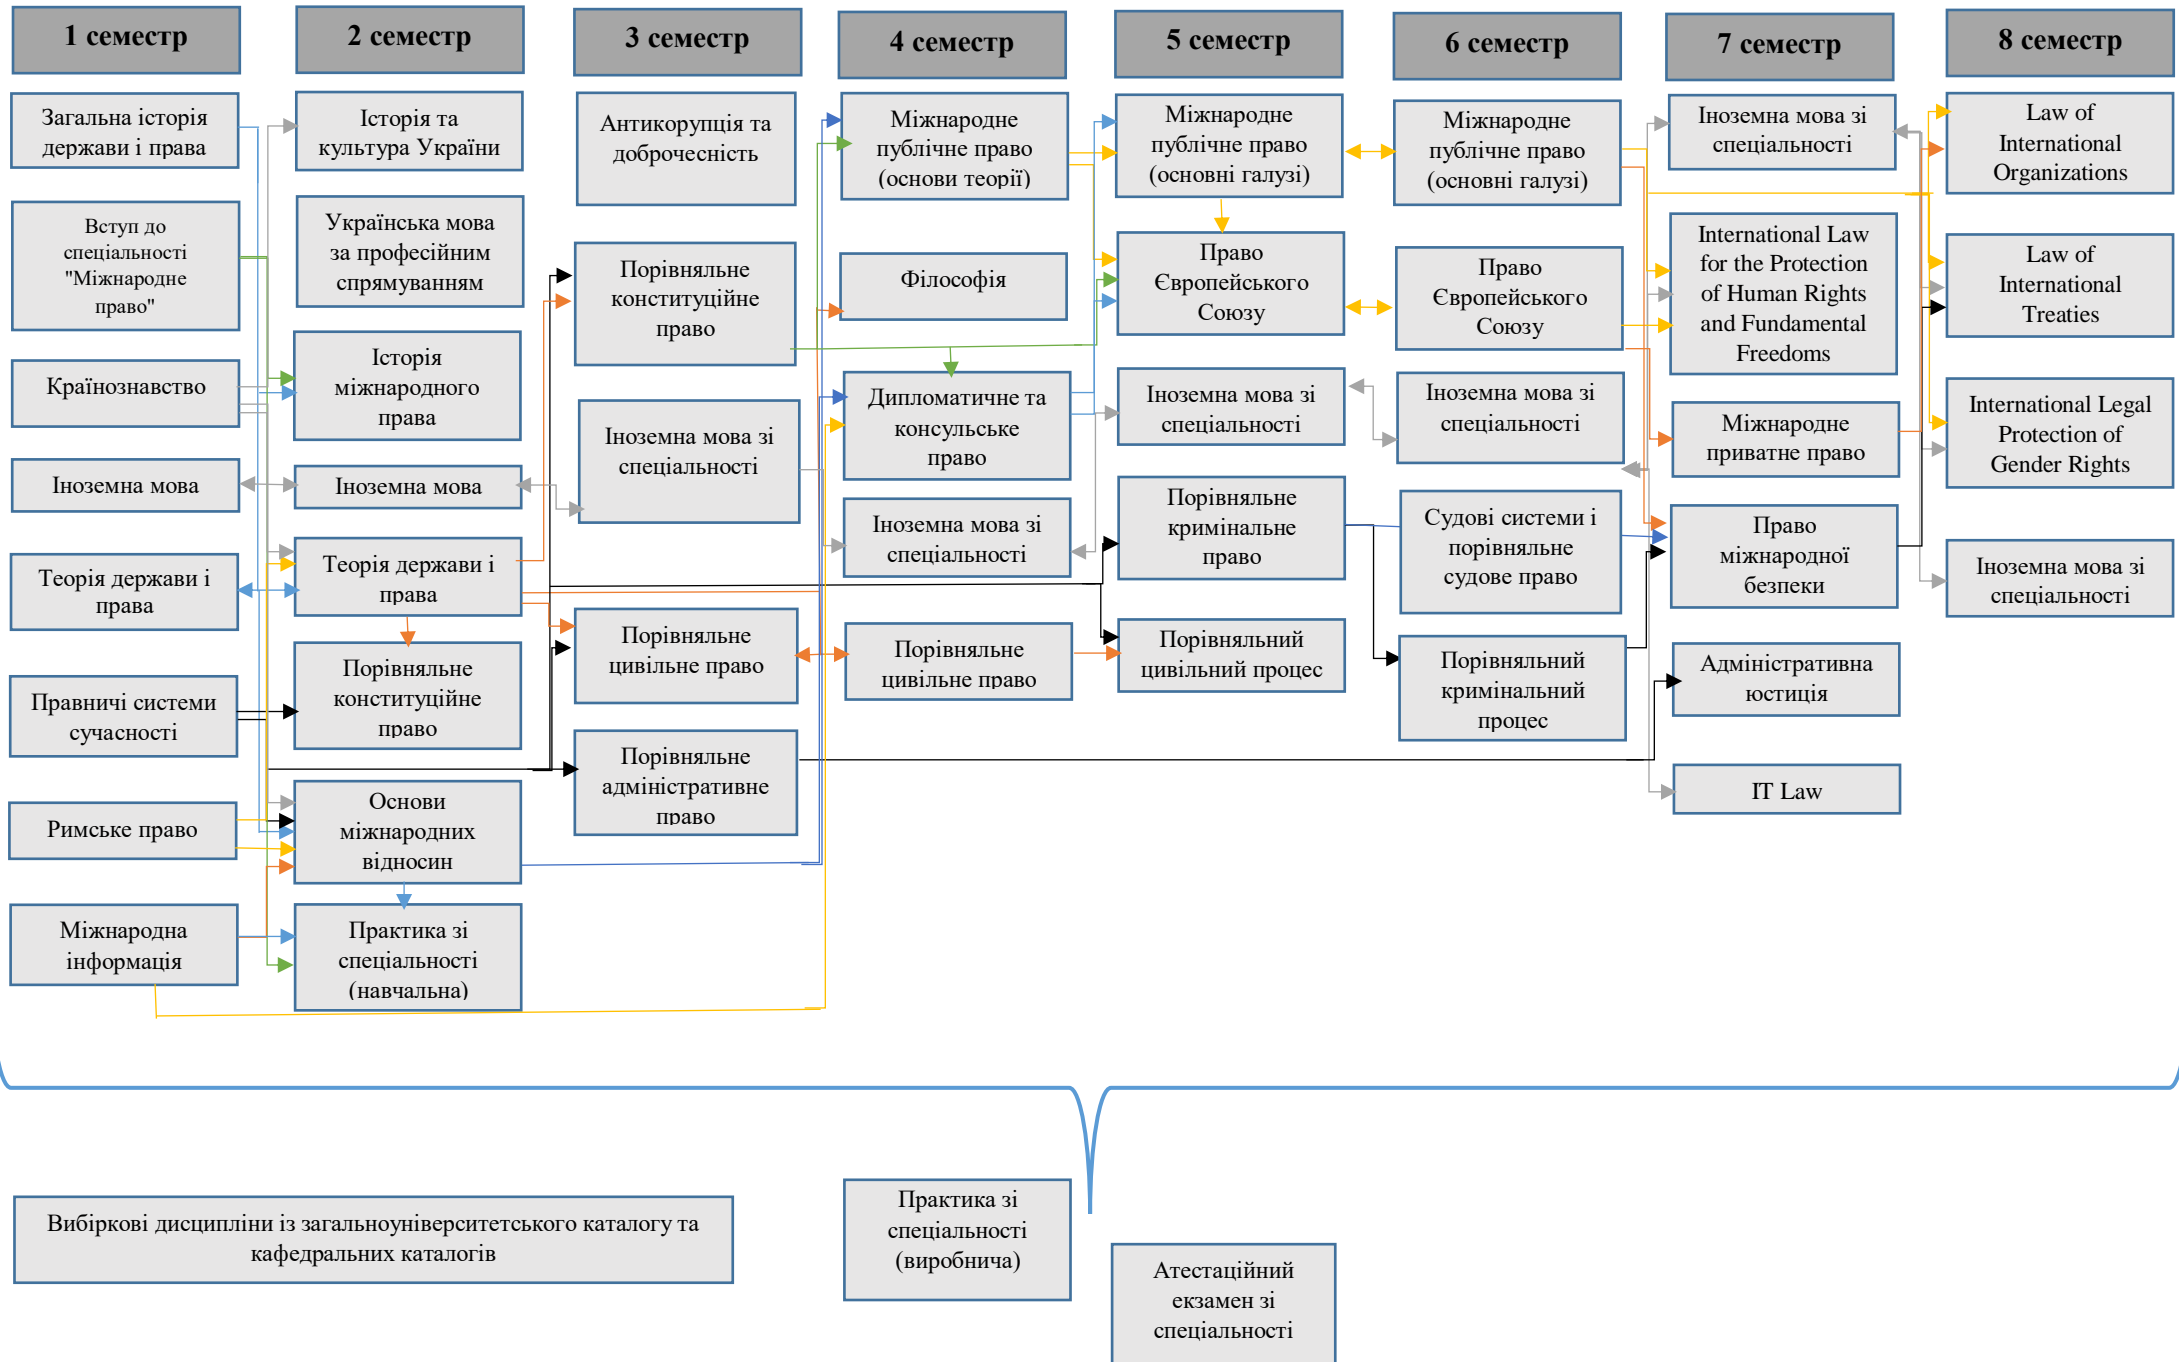 1 семестр
2 семестр
3 семестр
4 семестр
5 семестр
6 семестр
7 семестр
8 семестр
Загальна історія
держави і права
Вступ до
спеціальності
"Міжнародне
право"
Країнознавство
Іноземна мова
Теорія держави і
права
Правничі системи
сучасності
Римське право
Міжнародна
інформація
Історія та
культура України
Українська мова
за професійним
спрямуванням
Історія
міжнародного
права
Іноземна мова
Теорія держави і
права
Порівняльне
конституційне
право
Основи
міжнародних
відносин
Практика зі
спеціальності
(навчальна)
Антикорупція та
доброчесність
Порівняльне
конституційне
право
Іноземна мова зі
спеціальності
Порівняльне
цивільне право
Порівняльне
адміністративне
право
Міжнародне
публічне право
(основи теорії)
Філософія
Дипломатичне та
консульське
право
Іноземна мова зі
спеціальності
Порівняльне
цивільне право
Міжнародне
публічне право
(основні галузі)
Право
Європейського
Союзу
Іноземна мова зі
спеціальності
Порівняльне
кримінальне
право
Порівняльний
цивільний процес
Міжнародне
публічне право
(основні галузі)
Право
Європейського
Союзу
Іноземна мова зі
спеціальності
Судові системи і
порівняльне
судове право
Порівняльний
кримінальний
процес
Іноземна мова зі
спеціальності
International Law
for the Protection
of Human Rights
and Fundamental
Freedoms
Міжнародне
приватне право
Право
міжнародної
безпеки
Адміністративна
юстиція
IT Law
Law of
International
Organizations
Law of
International
Treaties
International Legal
Protection of
Gender Rights
Іноземна мова зі
спеціальності
Вибіркові дисципліни із загальноуніверситетського каталогу та
кафедральних каталогів
Практика зі
спеціальності
(виробнича)
Атестаційний
екзамен зі
спеціальності